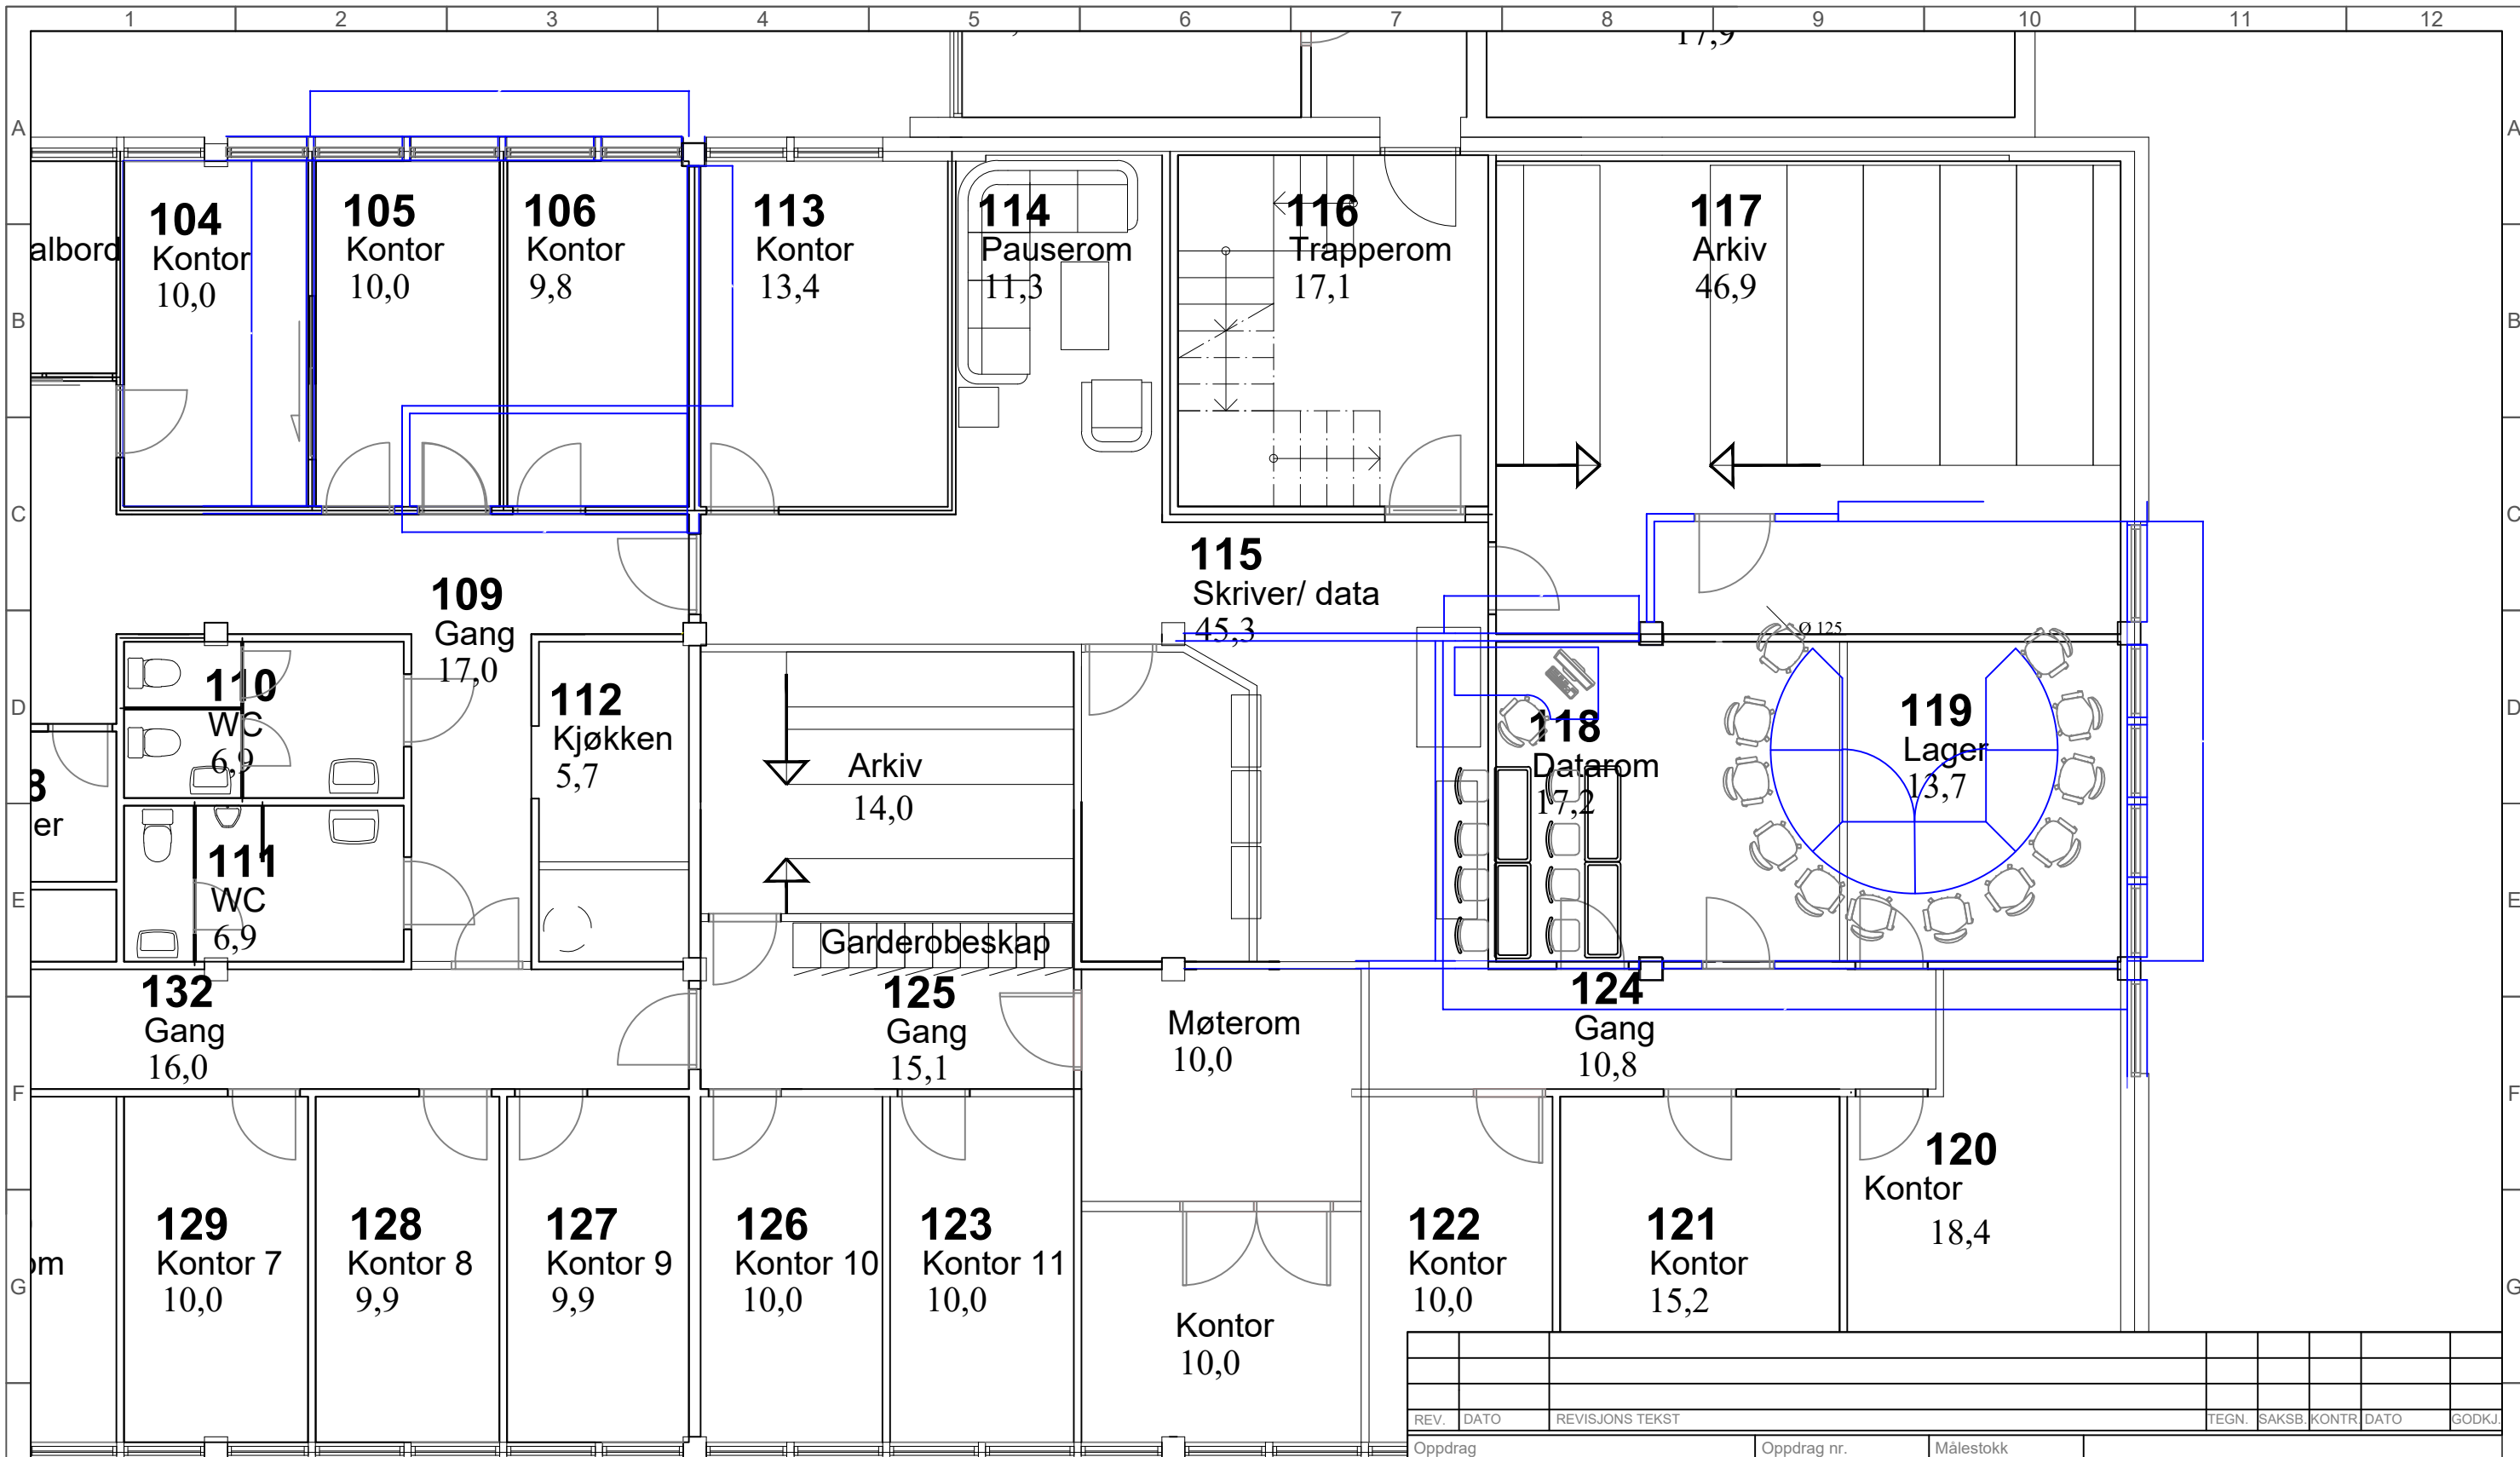 1 2 3 4 5 6 7 8 9 10 11 12
17,9
A A
104
Kontor
10,0
105
Kontor
10,0
106
Kontor
9,8
113
Kontor
13,4
114
Pauserom
11,3
116
Trapperom
17,1
117
Arkiv
46,9
albord
B B
C C
109
Gang
17,0
115
Skriver/ data
45,3
Ø 125
110
WC
6,9
112
Kjøkken
5,7
Arkiv
14,0
118
Datarom
17,2
119
Lager
13,7
D D
8
er
111
WC
6,9
Garderobeskap
E E
132
Gang
16,0
125
Gang
15,1
Møterom
10,0
124
Gang
10,8
F F
120
Kontor
18,4
129
Kontor 7
10,0
128
Kontor 8
9,9
127
Kontor 9
9,9
126
Kontor 10
10,0
123
Kontor 11
10,0
122
Kontor
10,0
121
Kontor
15,2
om
G G
Kontor
10,0
REV. DATO REVISJONS TEKST TEGN. SAKSB. KONTR. DATO GODKJ.
Oppdrag Oppdrag nr. Målestokk